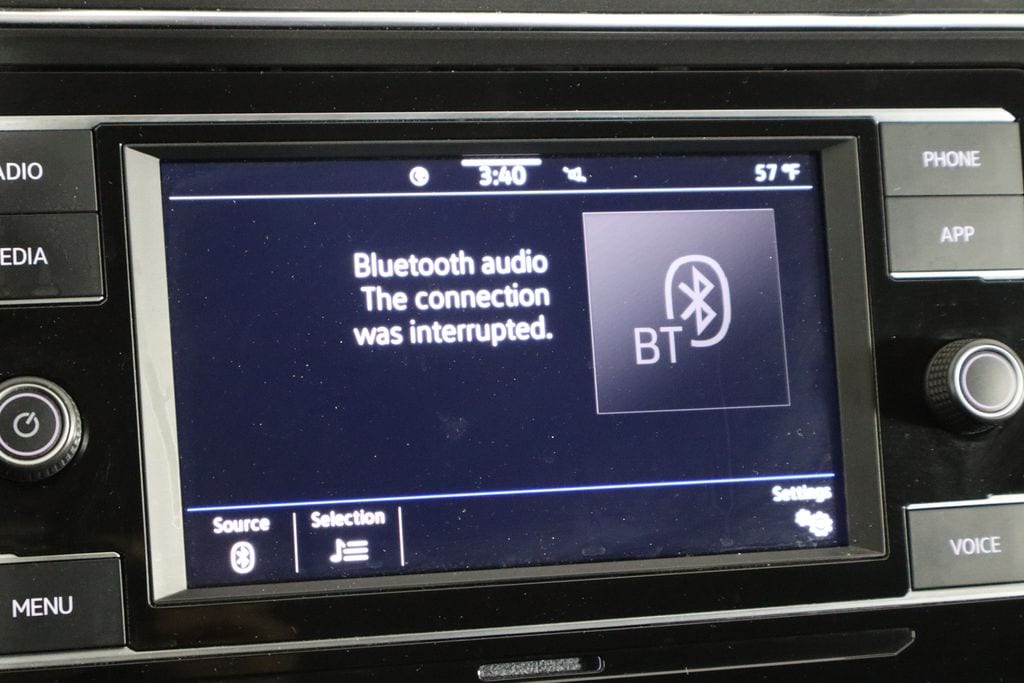 ADIO
EDIA
MENU
3:40
57 °F
Bluetooth audio
The connection
was interrupted.
BT
Source
Selection
Settings
PHONE
APP
VOICE